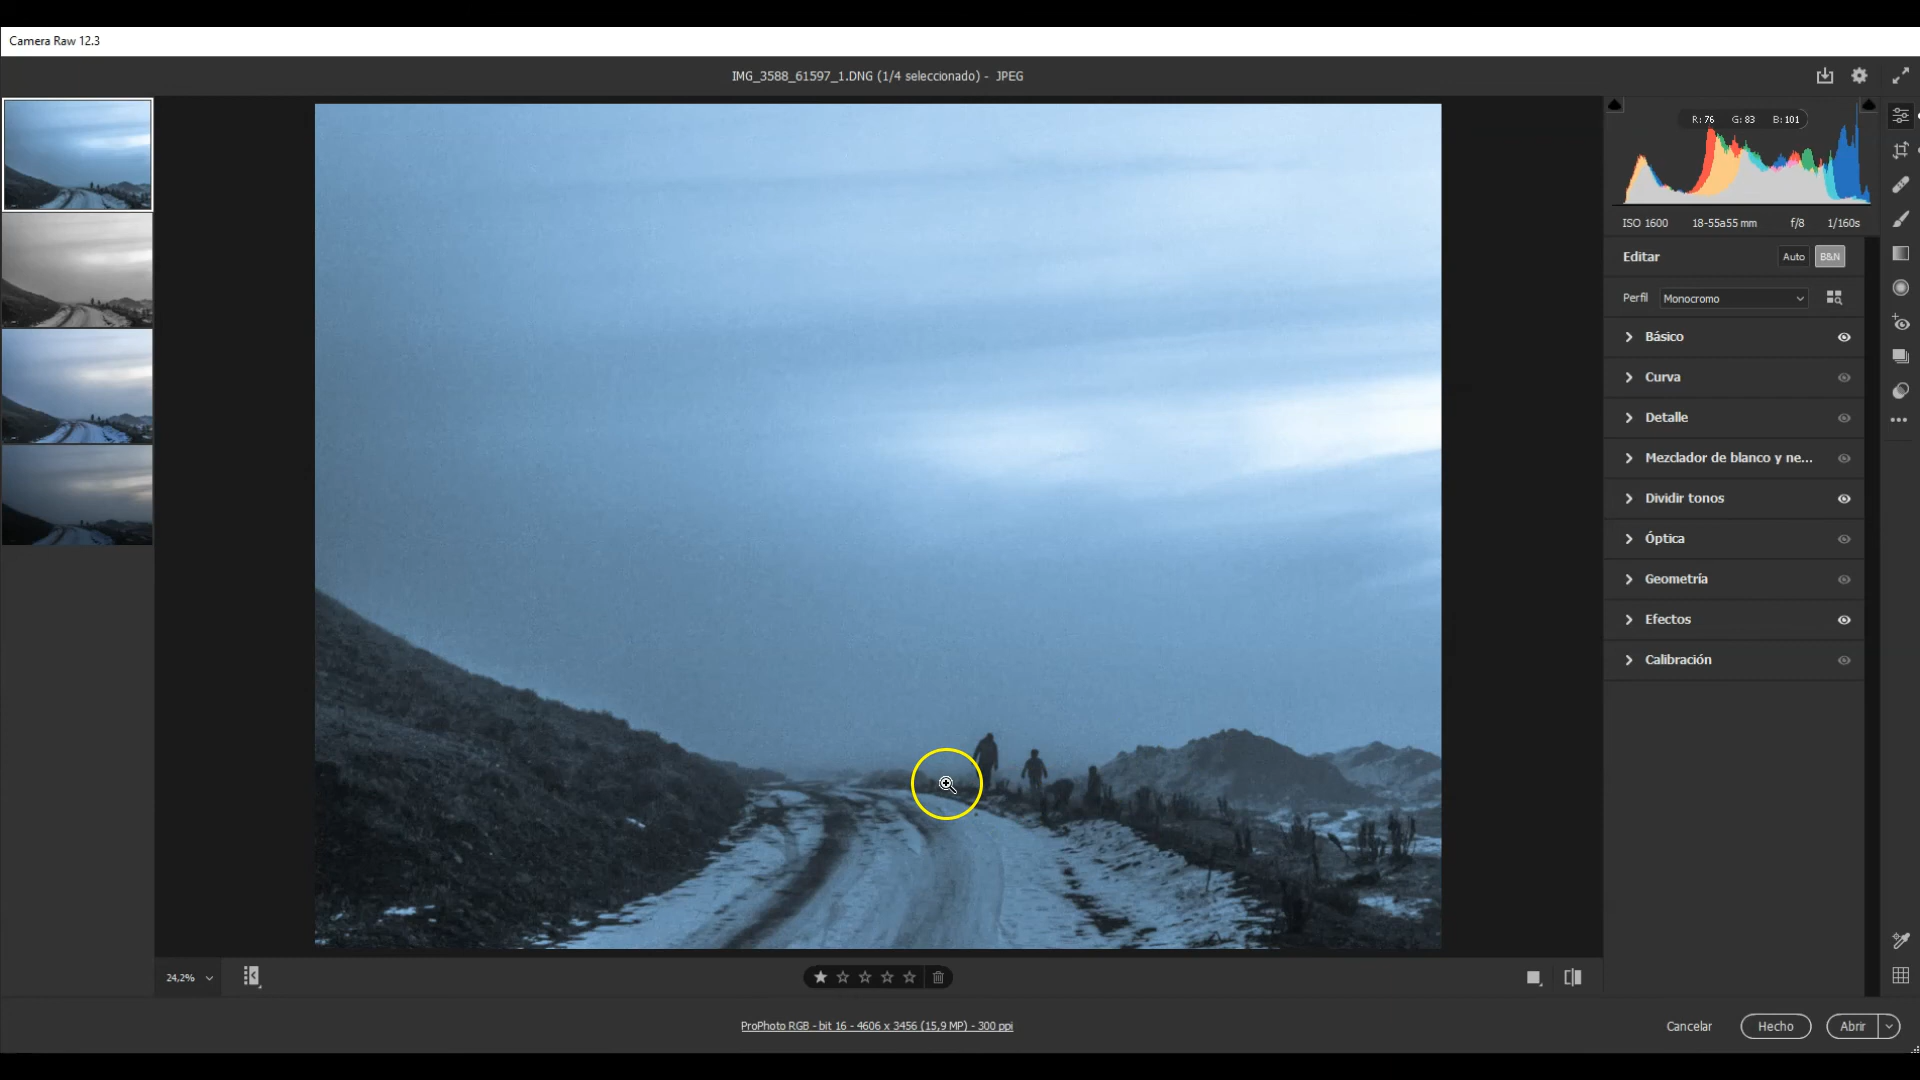 Camera Raw 12.3
IMG_3588_61597_1.DNG (1/4 seleccionado) - JPEG
R: 76 G: 83 B: 101
ISO 1600 18-55a55 mm f/8 1/160s
Editar Auto B&N
Perfil Monocromo
Básico
Curva
Detalle
Mezclador de blanco y ne...
Dividir tonos
Óptica
Geometría
Efectos
Calibración
24,2%
ProPhoto RGB - bit 16 - 4606 x 3456 (15,9 MP) - 300 ppi
Cancelar Hecho Abrir